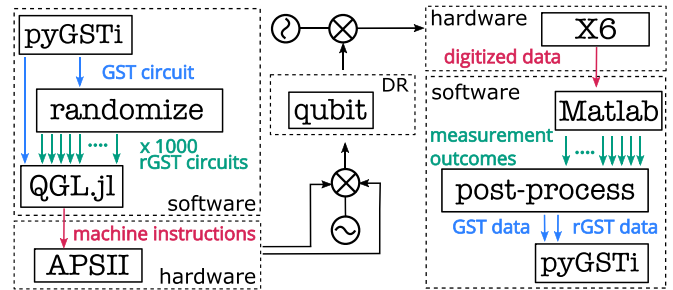 pyGSTi
GST circuit
randomize
x 1000
rGST circuits
QGL.jl
software
machine instructions
APSII
hardware
DR
qubit
hardware
X6
digitized data
software
Matlab
measurement
outcomes
post-process
GST data
rGST data
pyGSTi